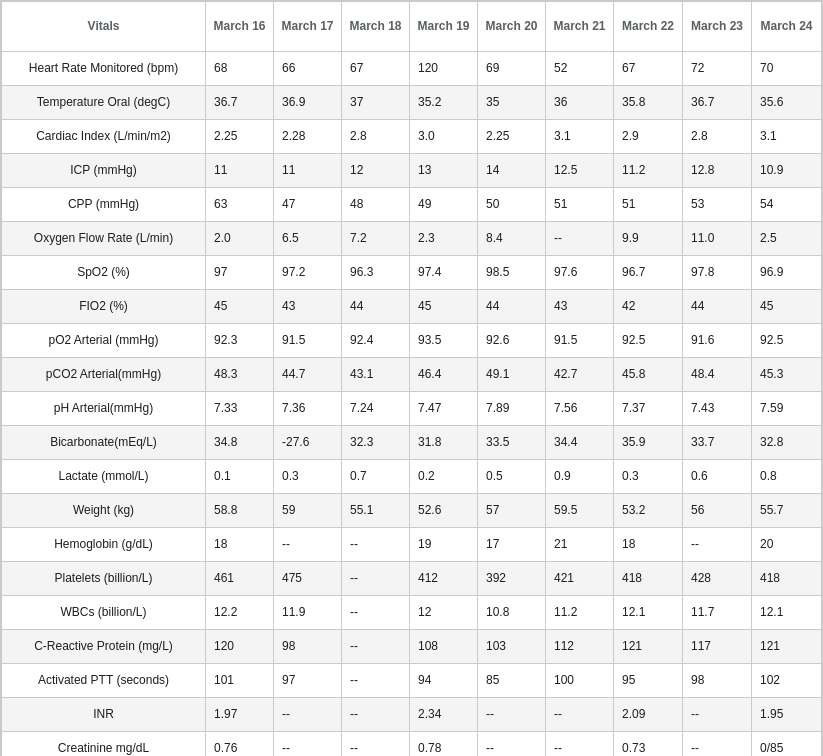 Vitals March 16 March 17 March 18 March 19 March 20 March 21 March 22 March 23 March 24
Heart Rate Monitored (bpm) 68 66 67 120 69 52 67 72 70
Temperature Oral (degC) 36.7 36.9 37 35.2 35 36 35.8 36.7 35.6
Cardiac Index (L/min/m2) 2.25 2.28 2.8 3.0 2.25 3.1 2.9 2.8 3.1
ICP (mmHg) 11 11 12 13 14 12.5 11.2 12.8 10.9
CPP (mmHg) 63 47 48 49 50 51 51 53 54
Oxygen Flow Rate (L/min) 2.0 6.5 7.2 2.3 8.4 -- 9.9 11.0 2.5
SpO2 (%) 97 97.2 96.3 97.4 98.5 97.6 96.7 97.8 96.9
FIO2 (%) 45 43 44 45 44 43 42 44 45
pO2 Arterial (mmHg) 92.3 91.5 92.4 93.5 92.6 91.5 92.5 91.6 92.5
pCO2 Arterial(mmHg) 48.3 44.7 43.1 46.4 49.1 42.7 45.8 48.4 45.3
pH Arterial(mmHg) 7.33 7.36 7.24 7.47 7.89 7.56 7.37 7.43 7.59
Bicarbonate(mEq/L) 34.8 -27.6 32.3 31.8 33.5 34.4 35.9 33.7 32.8
Lactate (mmol/L) 0.1 0.3 0.7 0.2 0.5 0.9 0.3 0.6 0.8
Weight (kg) 58.8 59 55.1 52.6 57 59.5 53.2 56 55.7
Hemoglobin (g/dL) 18 -- -- 19 17 21 18 -- 20
Platelets (billion/L) 461 475 -- 412 392 421 418 428 418
WBCs (billion/L) 12.2 11.9 -- 12 10.8 11.2 12.1 11.7 12.1
C-Reactive Protein (mg/L) 120 98 -- 108 103 112 121 117 121
Activated PTT (seconds) 101 97 -- 94 85 100 95 98 102
INR 1.97 -- -- 2.34 -- -- 2.09 -- 1.95
Creatinine mg/dL 0.76 -- -- 0.78 -- -- 0.73 -- 0/85